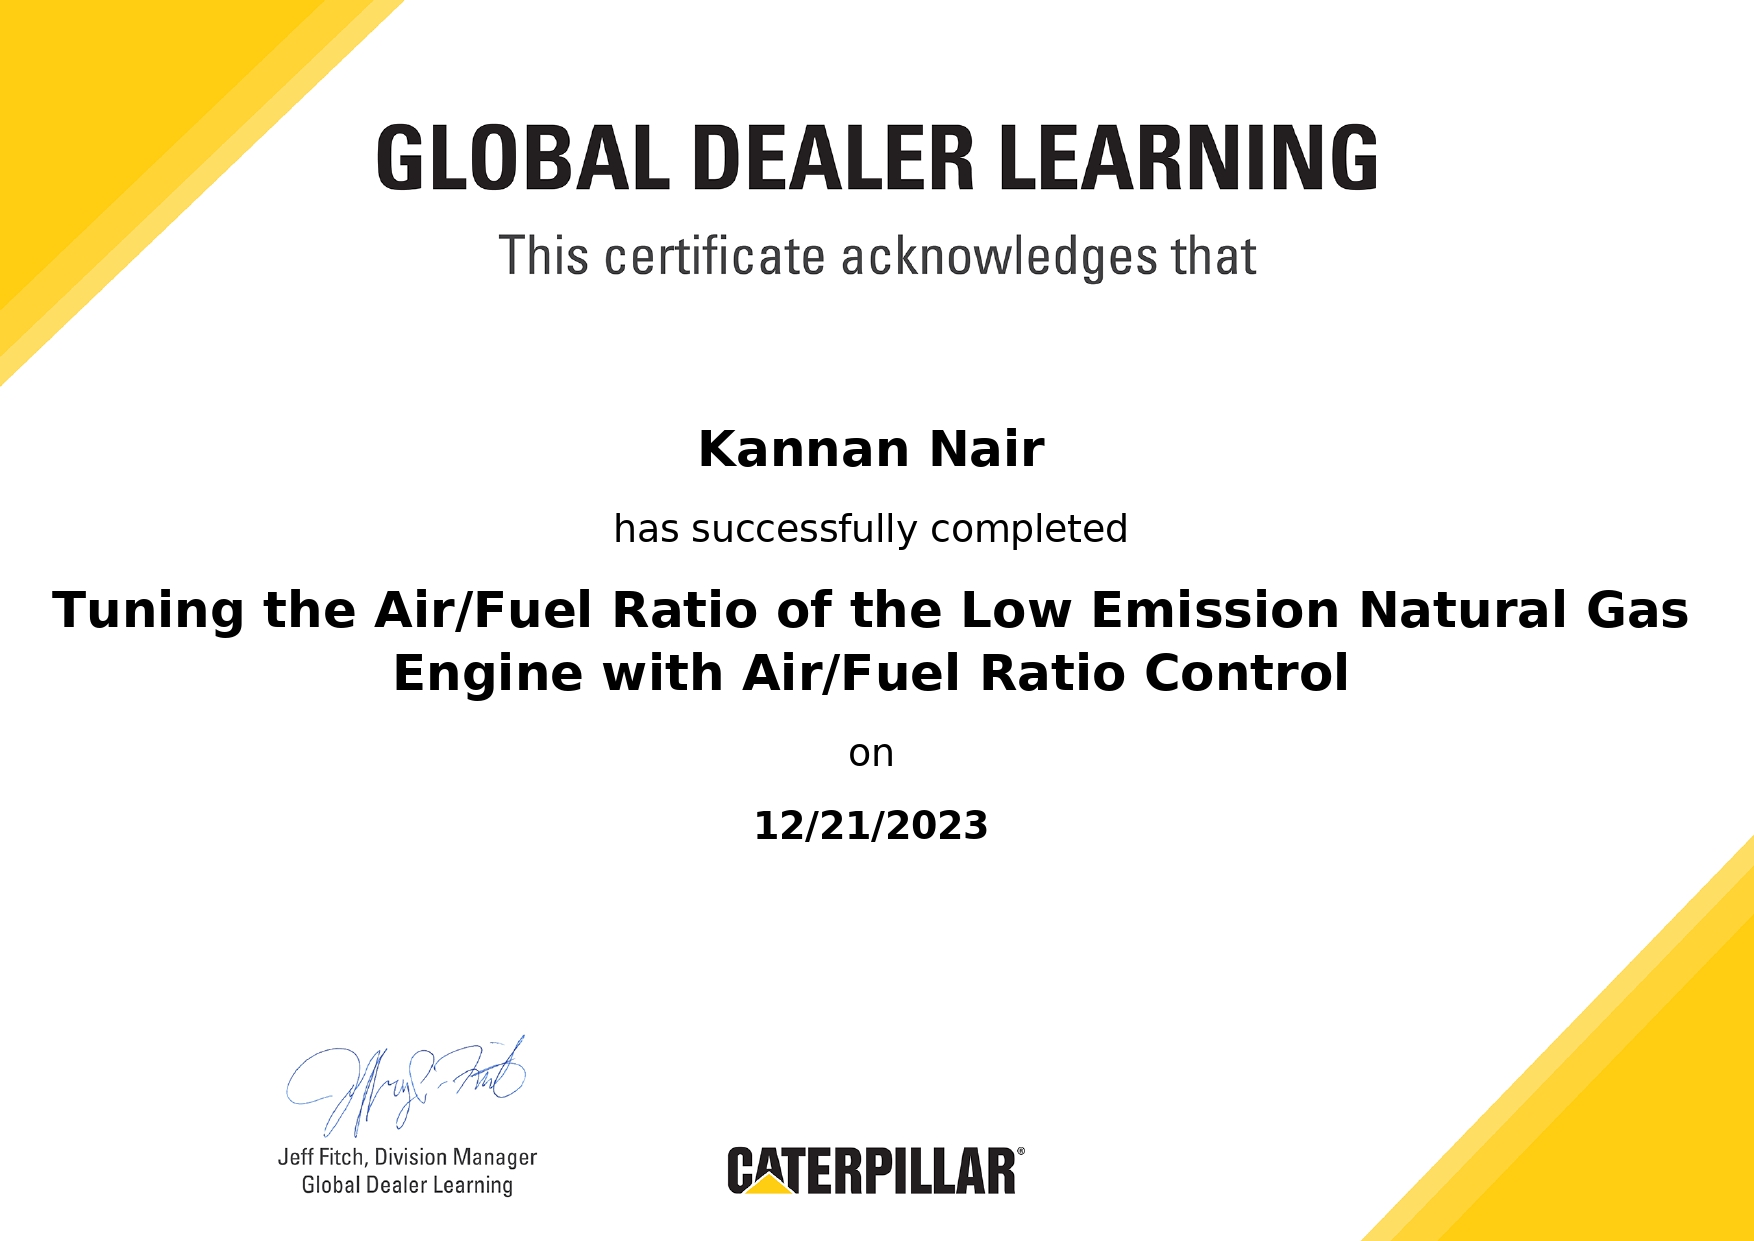 GLOBAL DEALER LEARNING
This certificate acknowledges that
Kannan Nair
has successfully completed
Tuning the Air/Fuel Ratio of the Low Emission Natural Gas
Engine with Air/Fuel Ratio Control
on
12/21/2023
Jeff Fitch, Division Manager
Global Dealer Learning
CATERPILLAR®